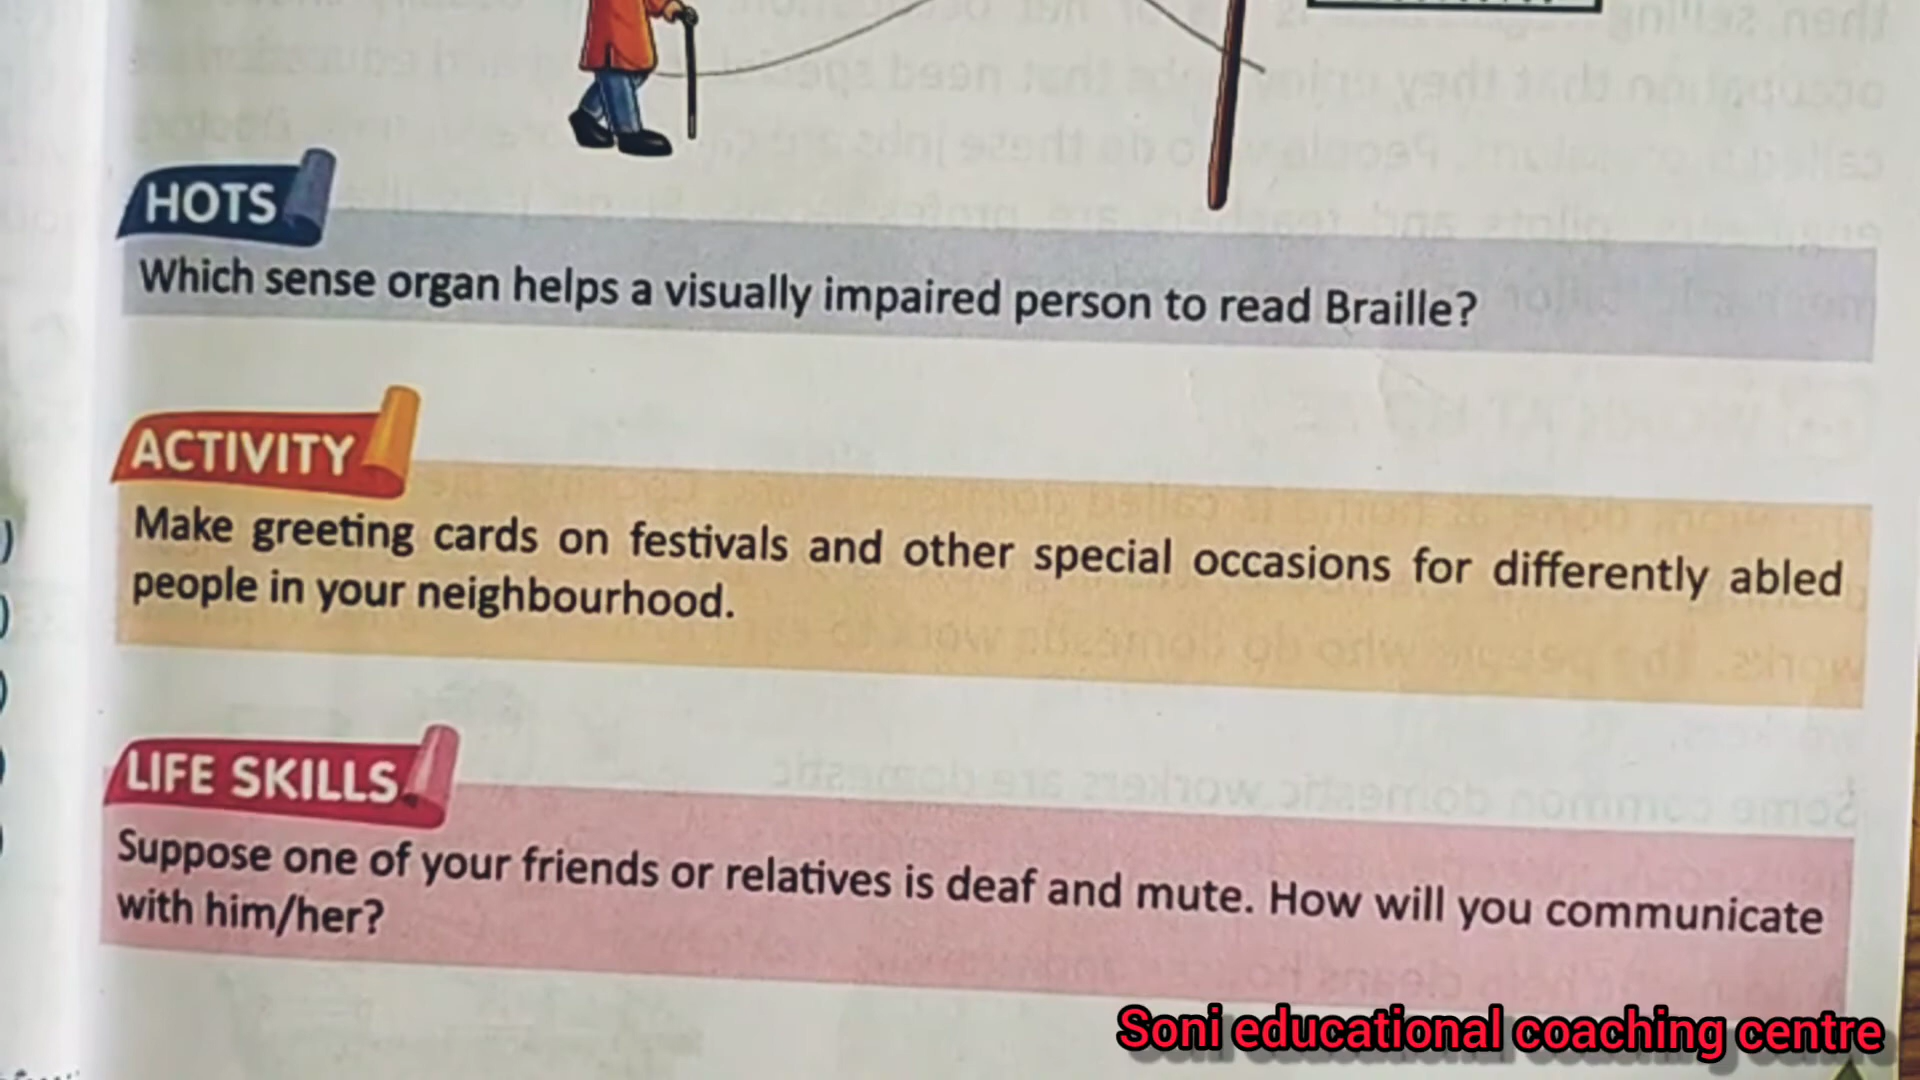 HOTS
Which sense organ helps a visually impaired person to read Braille?
ACTIVITY
Make greeting cards on festivals and other special occasions for differently abled
people in your neighbourhood.
LIFE SKILLS
Suppose one of your friends or relatives is deaf and mute. How will you communicate
with him/her?
Soni educational coaching centre